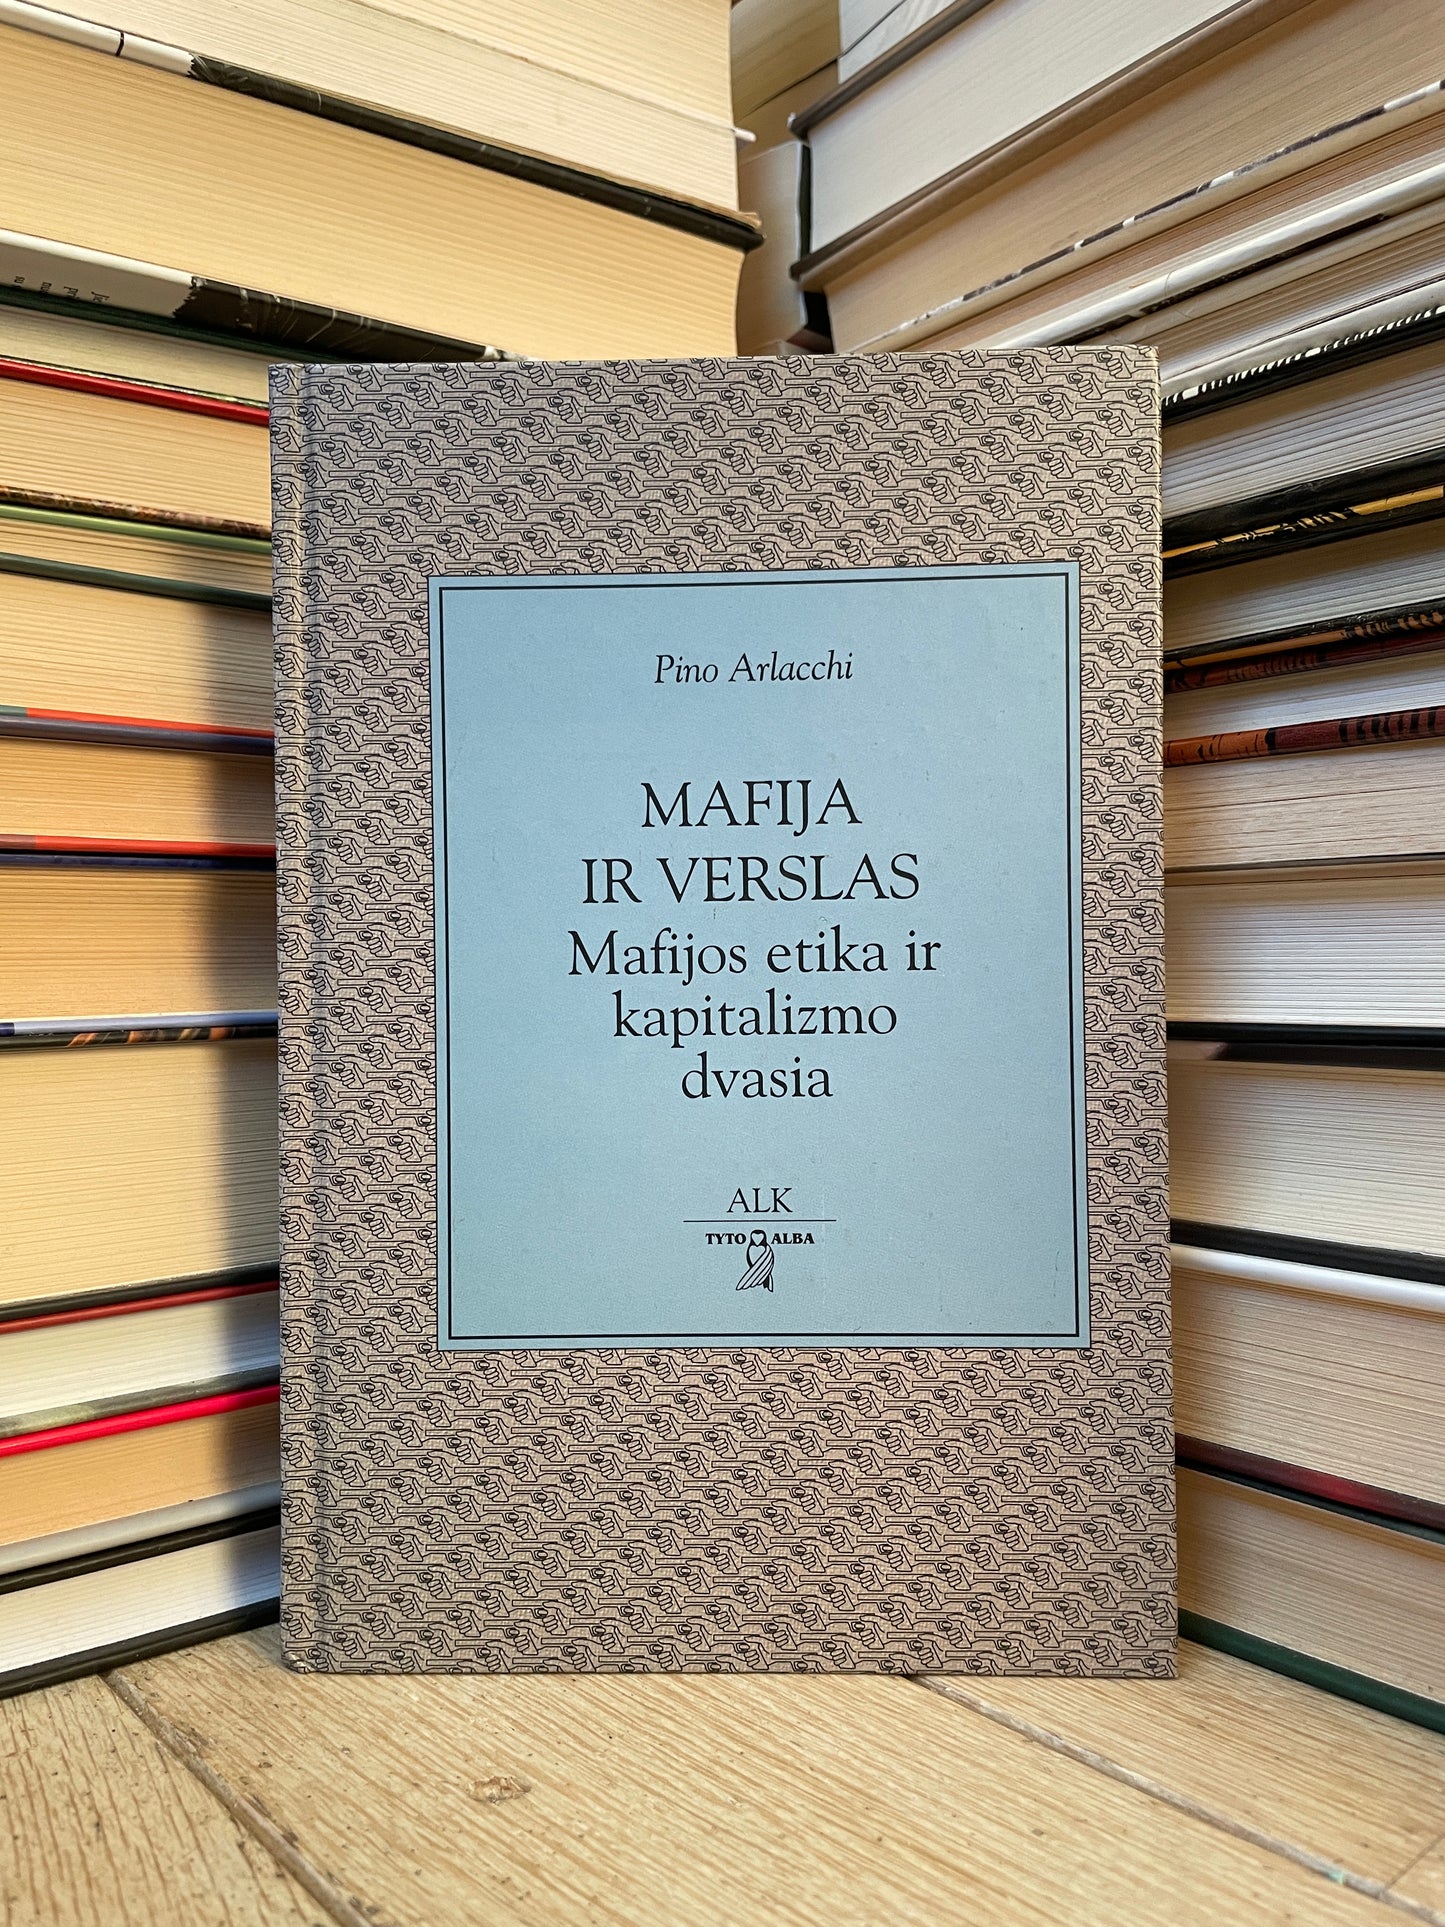 Pino Arlacchi
MAFIJA
IR VERSLAS
Mafijos etika ir
kapitalizmo
dvasia
ALK
TYTO ALBA